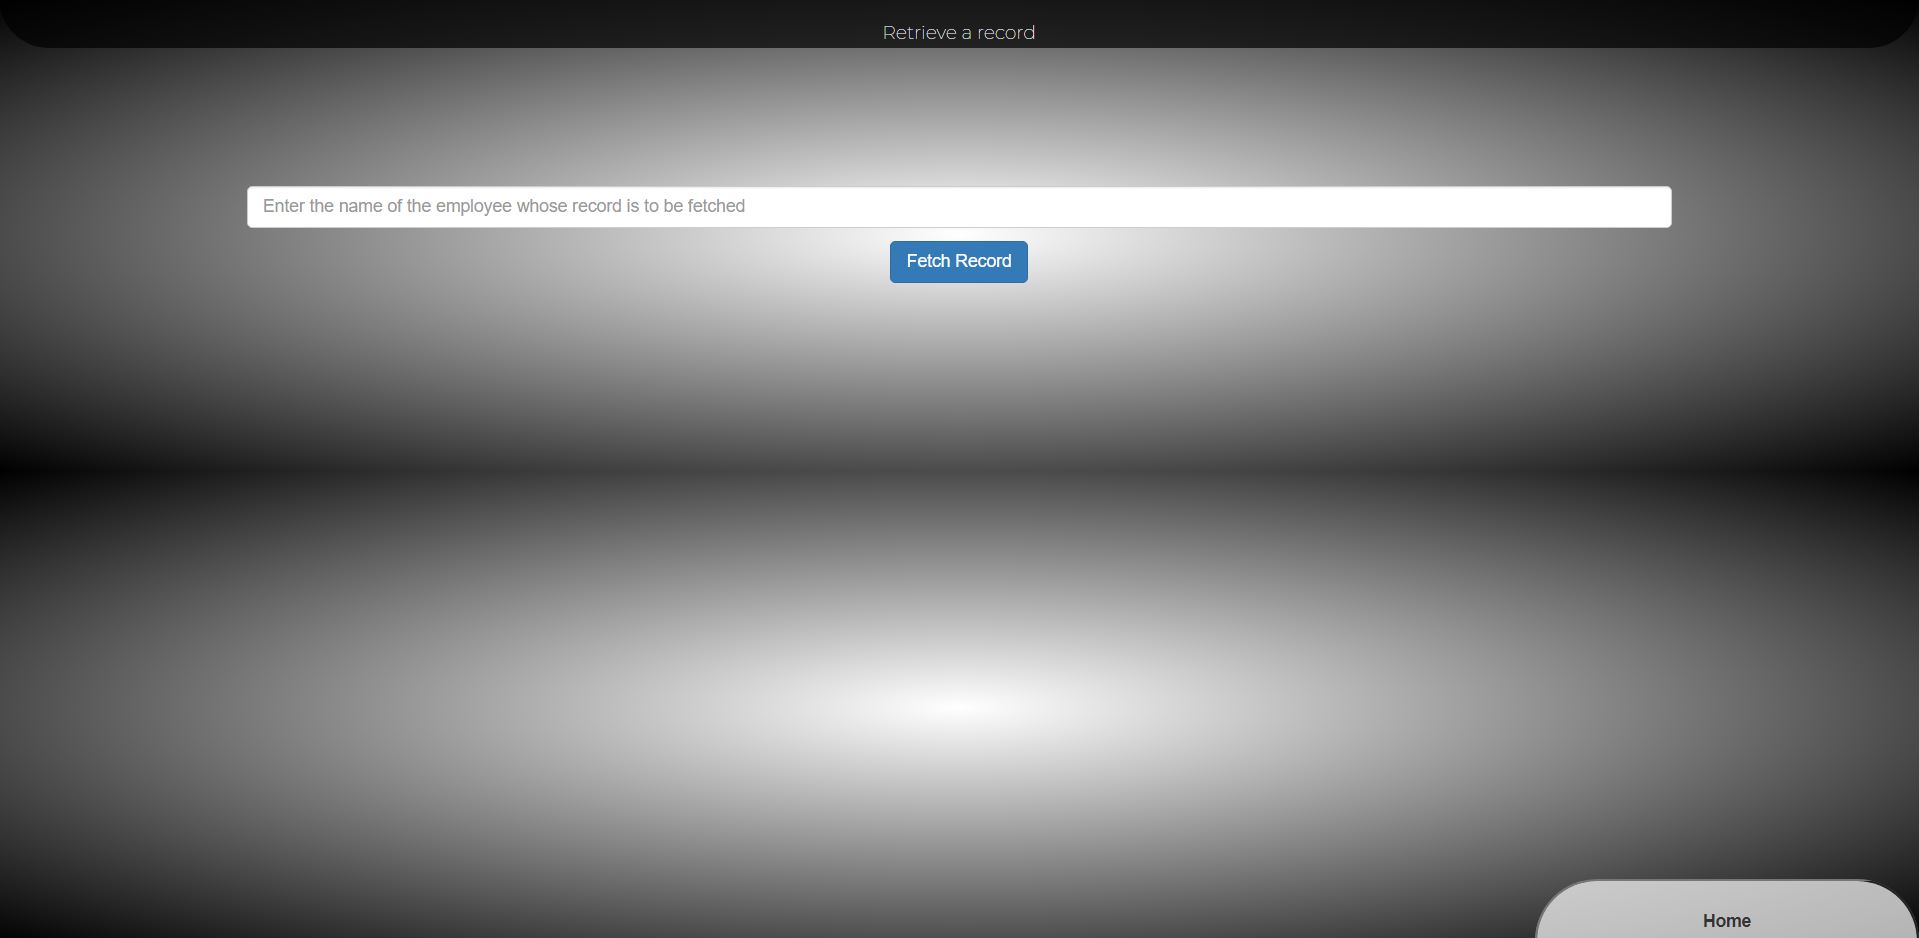 Retrieve a record
Enter the name of the employee whose record is to be fetched
Fetch Record
Home